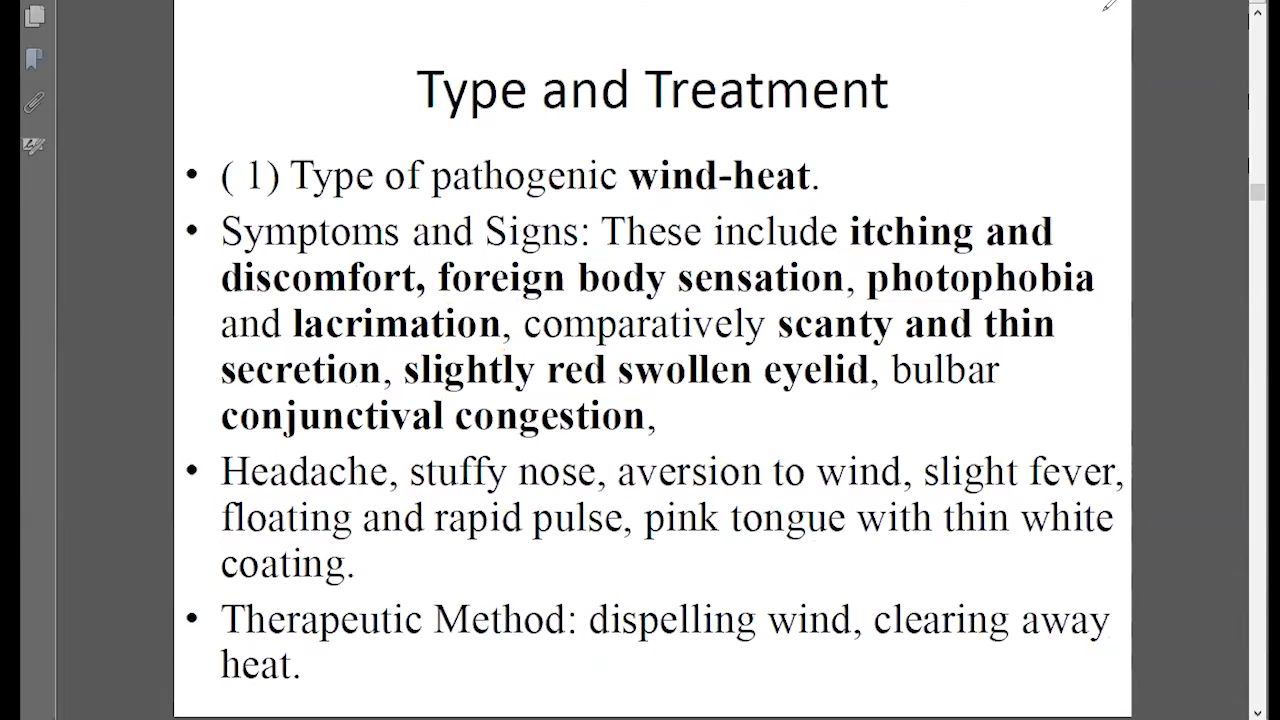 Type and Treatment
• ( 1) Type of pathogenic wind-heat.
• Symptoms and Signs: These include itching and
discomfort, foreign body sensation, photophobia
and lacrimation, comparatively scanty and thin
secretion, slightly red swollen eyelid, bulbar
conjunctival congestion,
• Headache, stuffy nose, aversion to wind, slight fever,
floating and rapid pulse, pink tongue with thin white
coating.
• Therapeutic Method: dispelling wind, clearing away
heat.